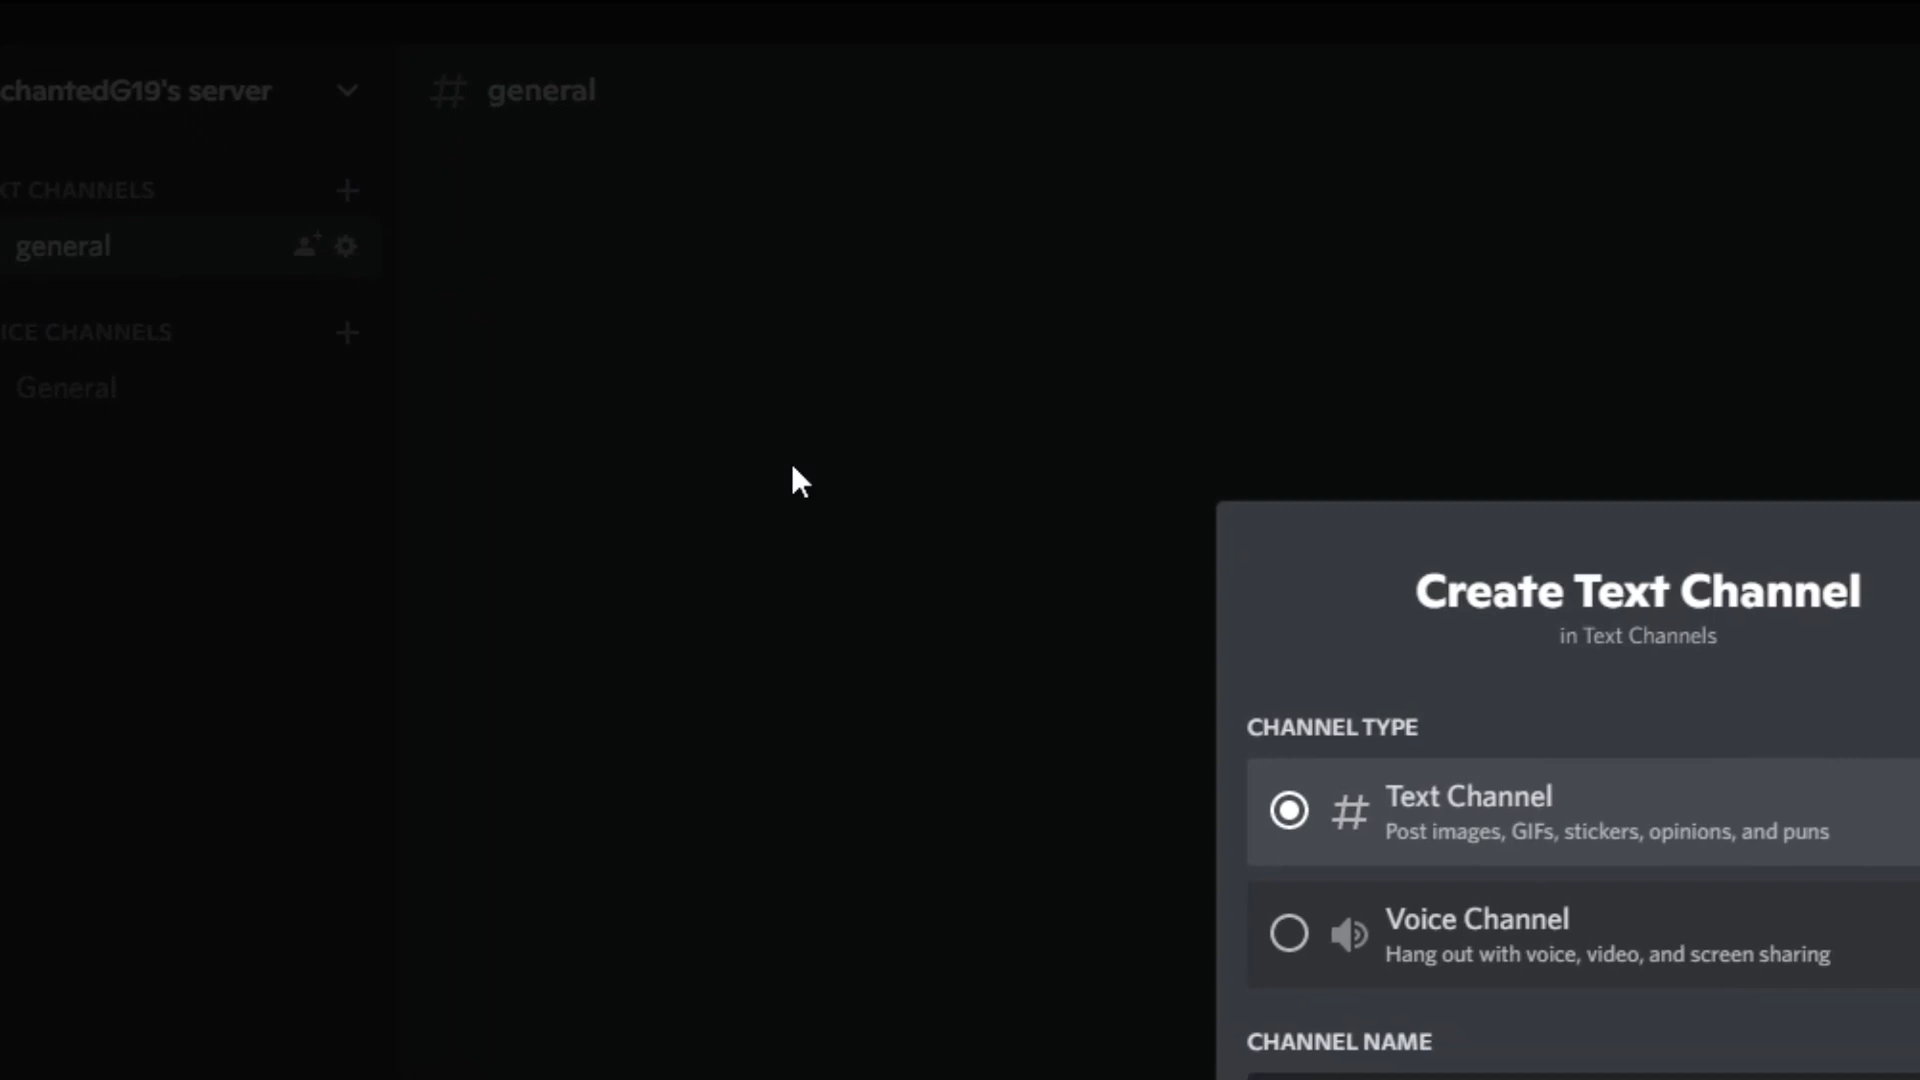 chantedG19's server
# general
XT CHANNELS
general
ICE CHANNELS
General
Create Text Channel
in Text Channels
CHANNEL TYPE
# Text Channel
Post images, GIFs, stickers, opinions, and puns
Voice Channel
Hang out with voice, video, and screen sharing
CHANNEL NAME